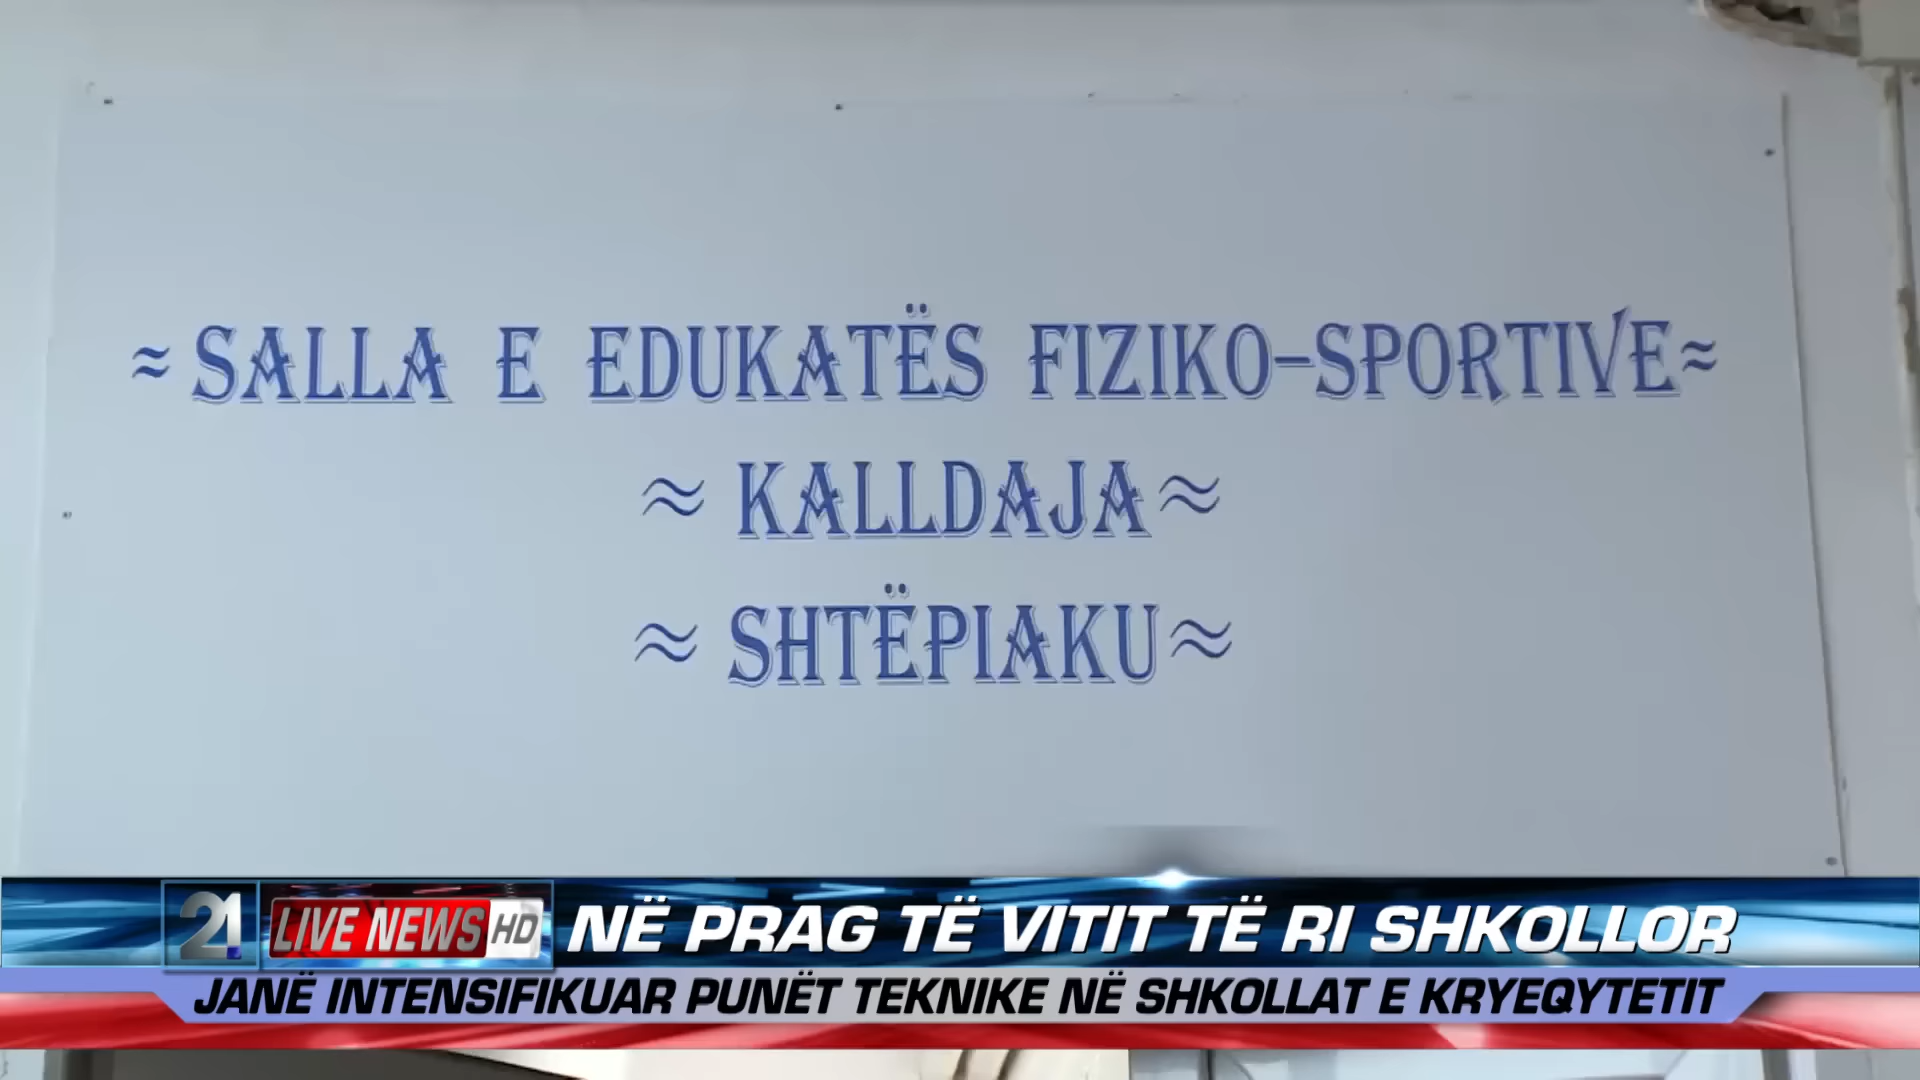 ≈SALLA E EDUKATËS FIZIKO-SPORTIVE≈
≈ KALLDAJA≈
≈ SHTËPIAKU≈
21 LIVE NEWS HD NË PRAG TË VITIT TË RI SHKOLLOR
JANË INTENSIFIKUAR PUNËT TEKNIKE NË SHKOLLAT E KRYEQYTETIT